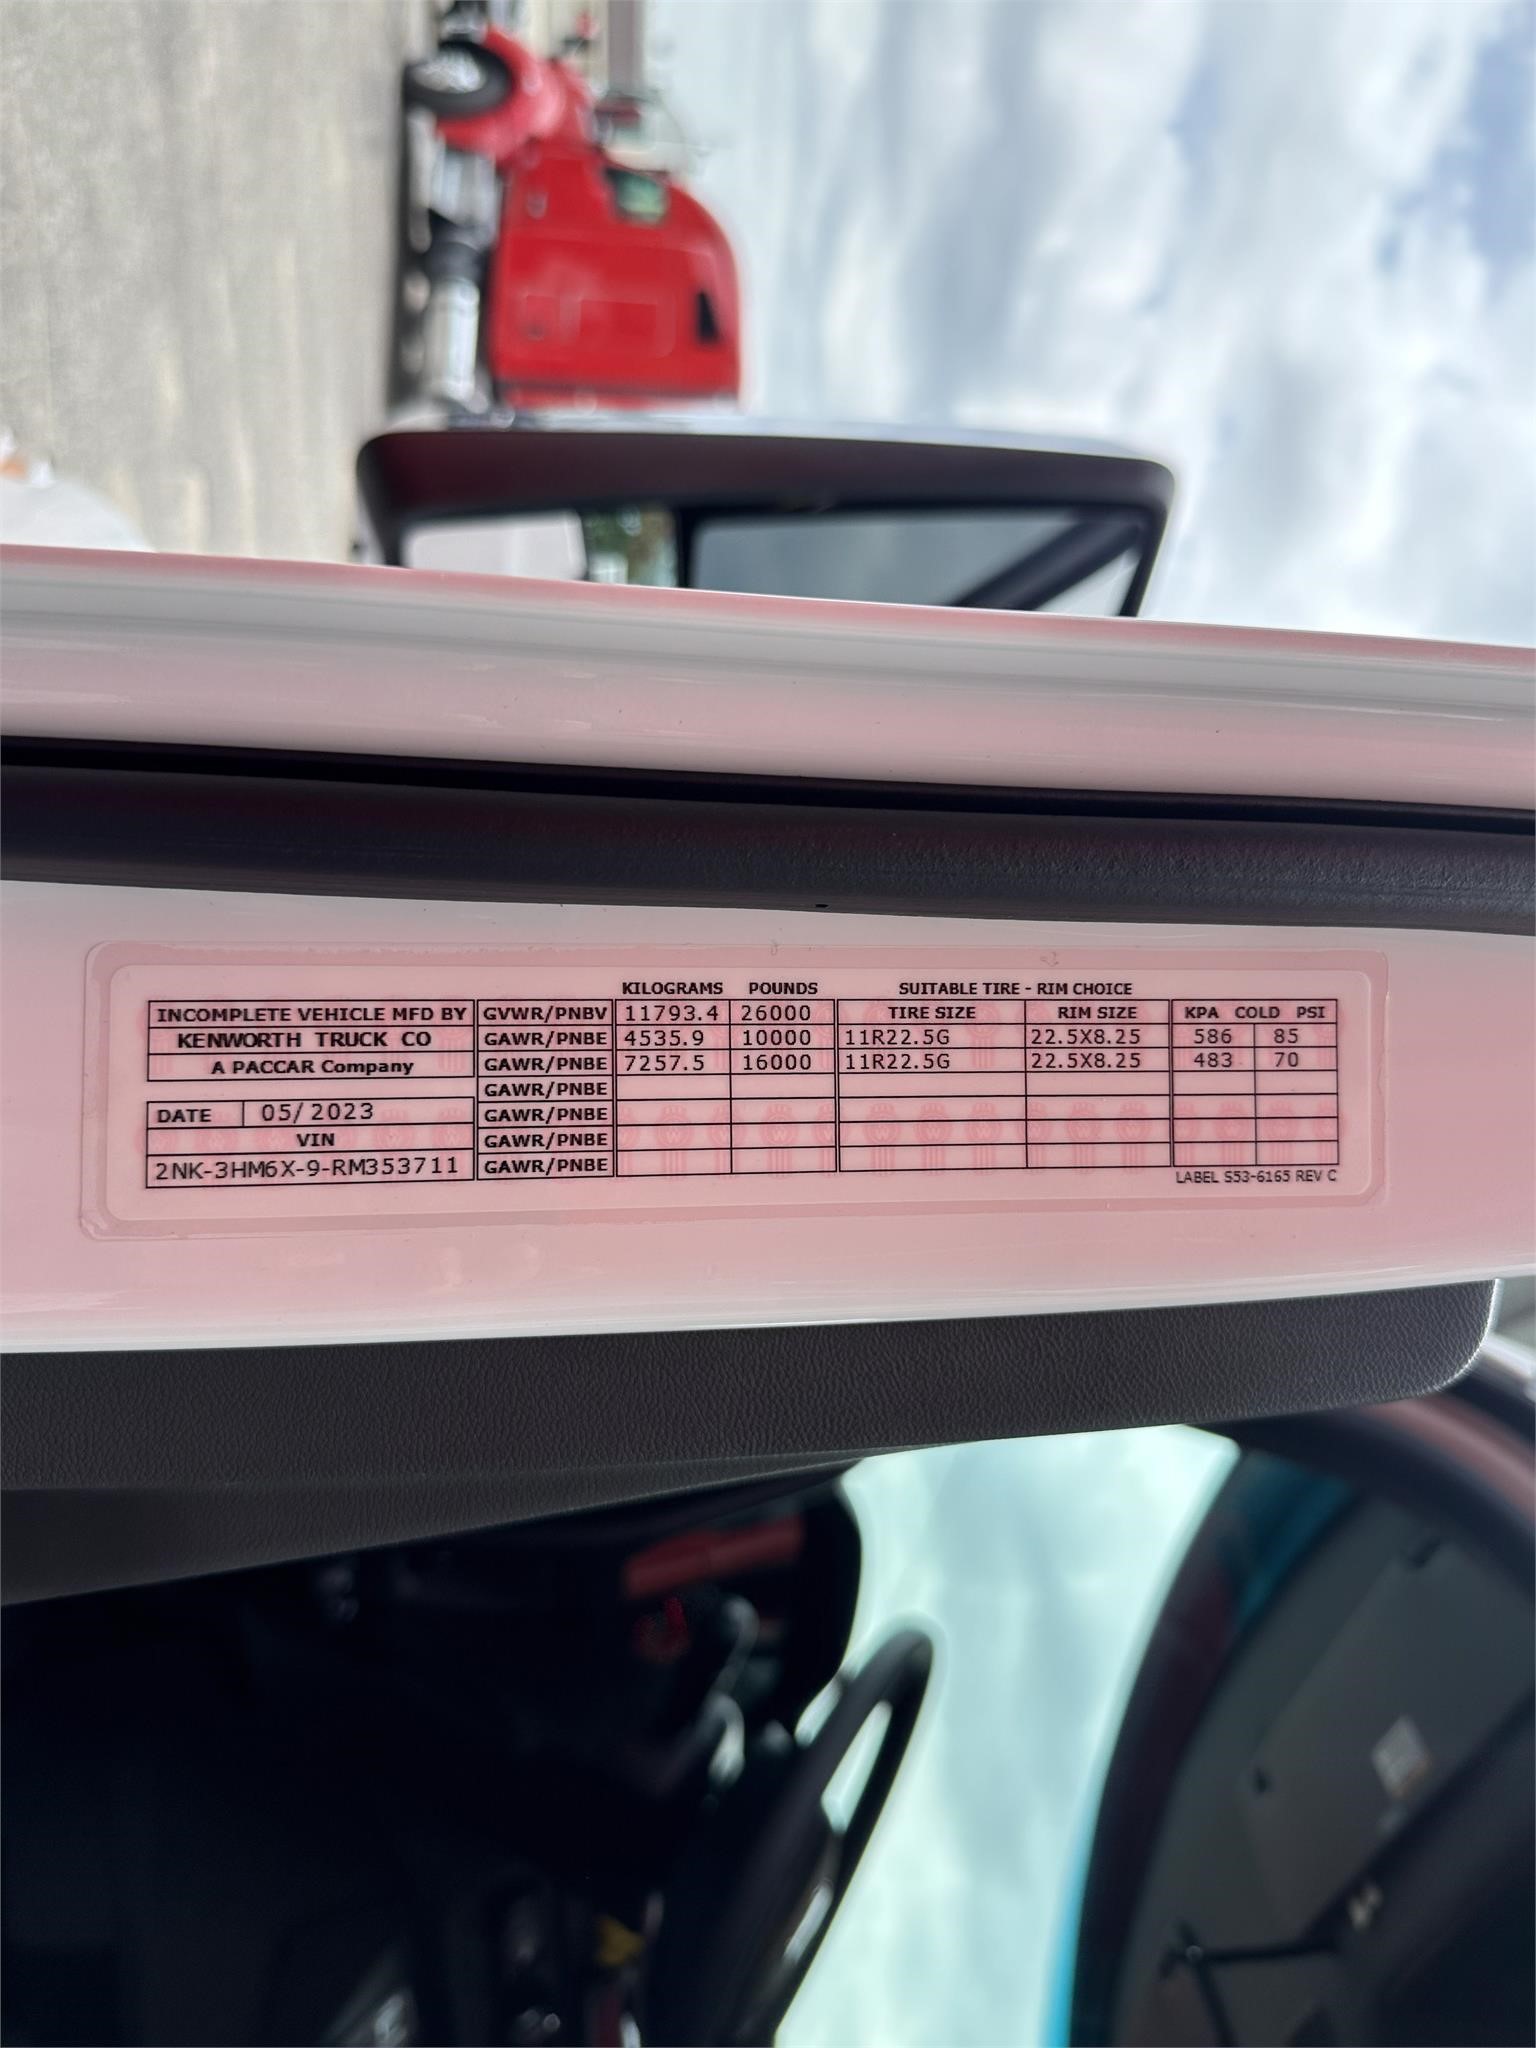 KILOGRAMS POUNDS SUITABLE TIRE - RIM CHOICE
INCOMPLETE VEHICLE MFD BY GVWR/PNBV 11793.4 26000 TIRE SIZE RIM SIZE KPA COLD PSI
KENWORTH TRUCK CO GAWR/PNBE 4535.9 10000 11R22.5G 22.5X8.25 586 85
A PACCAR Company GAWR/PNBE 7257.5 16000 11R22.5G 22.5X8.25 483 70
GAWR/PNBE
DATE 05/2023 GAWR/PNBE
VIN GAWR/PNBE
2NK-3HM6X-9-RM353711 GAWR/PNBE
LABEL S53-6165 REV C